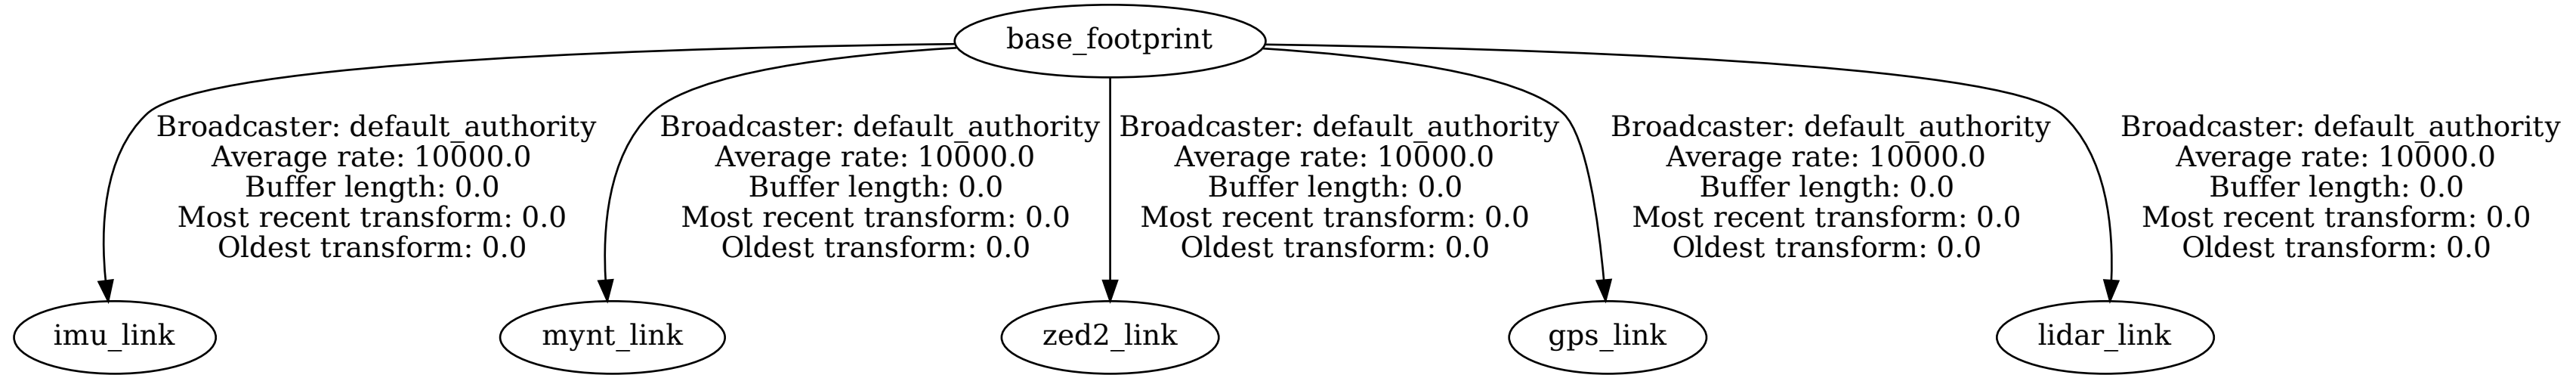 base_footprint
Broadcaster: default_authority
Average rate: 10000.0
Buffer length: 0.0
Most recent transform: 0.0
Oldest transform: 0.0
Broadcaster: default_authority
Average rate: 10000.0
Buffer length: 0.0
Most recent transform: 0.0
Oldest transform: 0.0
Broadcaster: default_authority
Average rate: 10000.0
Buffer length: 0.0
Most recent transform: 0.0
Oldest transform: 0.0
Broadcaster: default_authority
Average rate: 10000.0
Buffer length: 0.0
Most recent transform: 0.0
Oldest transform: 0.0
Broadcaster: default_authority
Average rate: 10000.0
Buffer length: 0.0
Most recent transform: 0.0
Oldest transform: 0.0
imu_link
mynt_link
zed2_link
gps_link
lidar_link